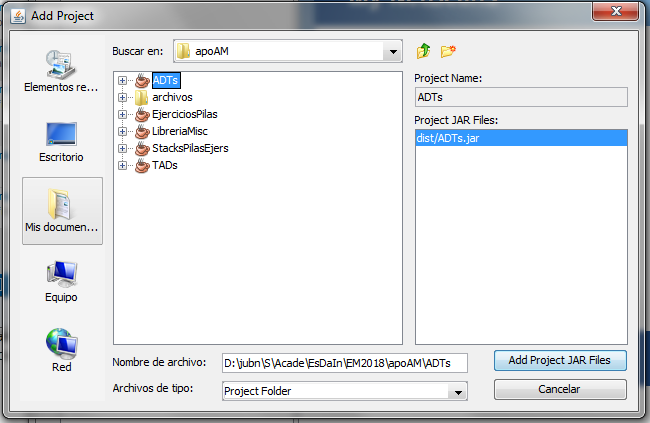 Add Project
Buscar en:
apoAM
Elementos re...
Escritorio
Mis documen...
Equipo
Red
ADTs
archivos
EjerciciosPilas
LibreriaMisc
StacksPilasEjers
TADs
Project Name:
ADTs
Project JAR Files:
dist/ADTs.jar
Nombre de archivo:
D:\jubn\S\Acade\EsDaIn\EM2018\apoAM\ADTs
Add Project JAR Files
Archivos de tipo:
Project Folder
Cancelar